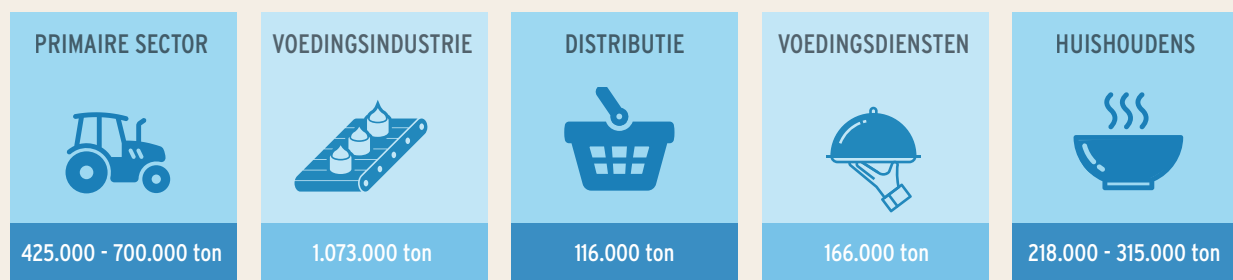 PRIMAIRE SECTOR
425.000 - 700.000 ton
VOEDINGSINDUSTRIE
1.073.000 ton
DISTRIBUTIE
116.000 ton
VOEDINGSDIENSTEN
166.000 ton
HUISHOUDENS
218.000 - 315.000 ton